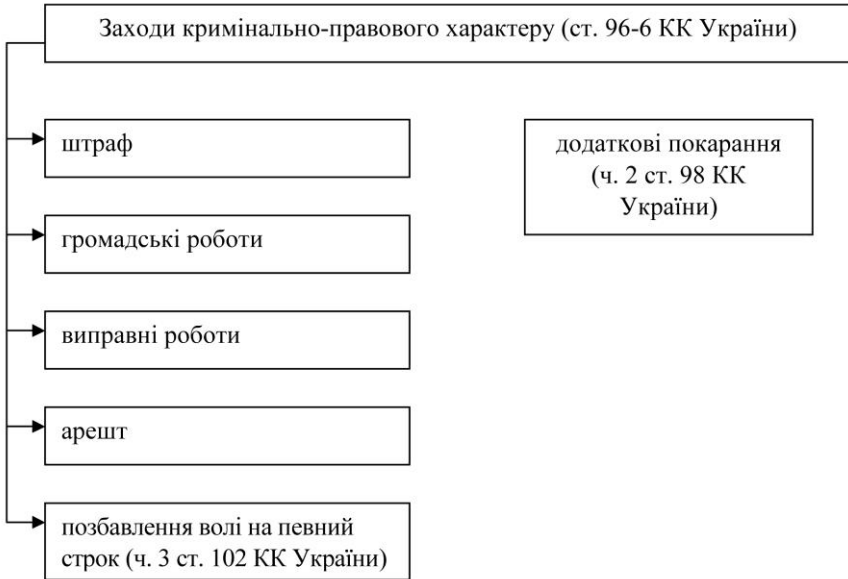 Заходи кримінально-правового характеру (ст. 96-6 КК України)
штраф
додаткові покарання
(ч. 2 ст. 98 КК
України)
громадські роботи
виправні роботи
арешт
позбавлення волі на певний
строк (ч. 3 ст. 102 КК України)